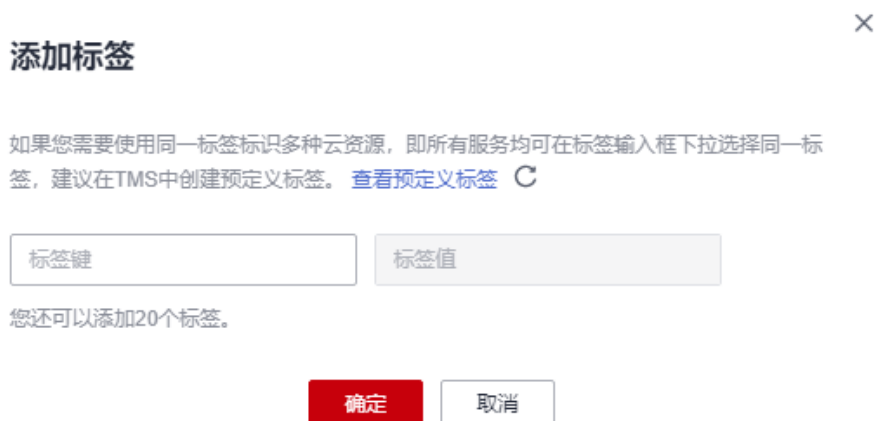 添加标签
如果您需要使用同一标签标识多种云资源，即所有服务均可在标签输入框下拉选择同一标
签，建议在TMS中创建预定义标签。 查看预定义标签
标签键 标签值
您还可以添加20个标签。
确定 取消